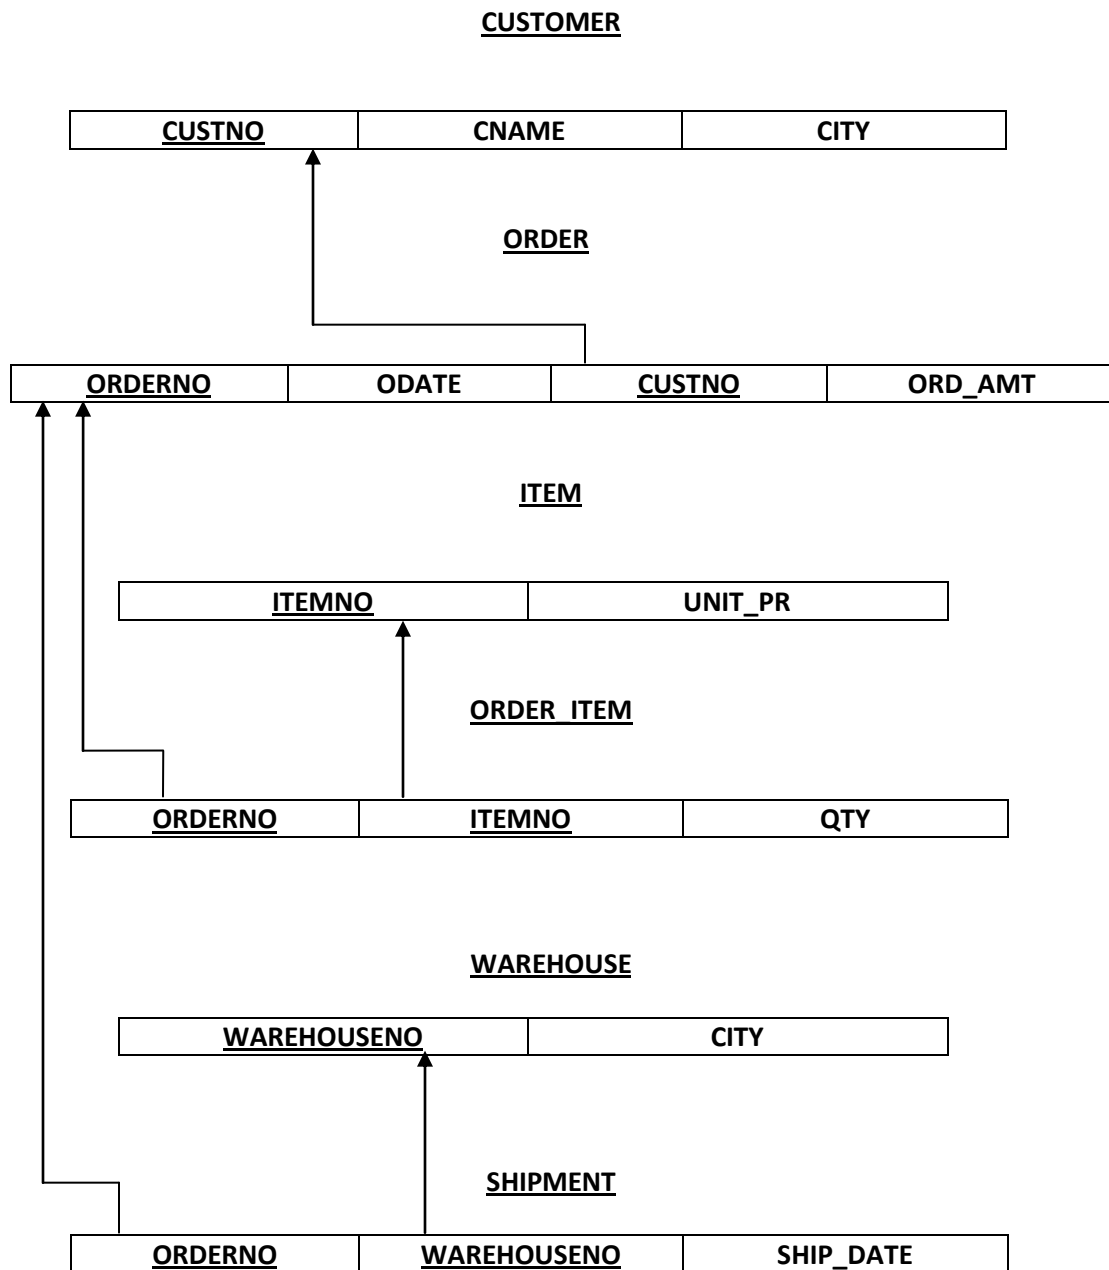 CUSTOMER
CUSTNO CNAME CITY
ORDER
ORDERNO ODATE CUSTNO ORD_AMT
ITEM
ITEMNO UNIT_PR
ORDER_ITEM
ORDERNO ITEMNO QTY
WAREHOUSE
WAREHOUSENO CITY
SHIPMENT
ORDERNO WAREHOUSENO SHIP_DATE